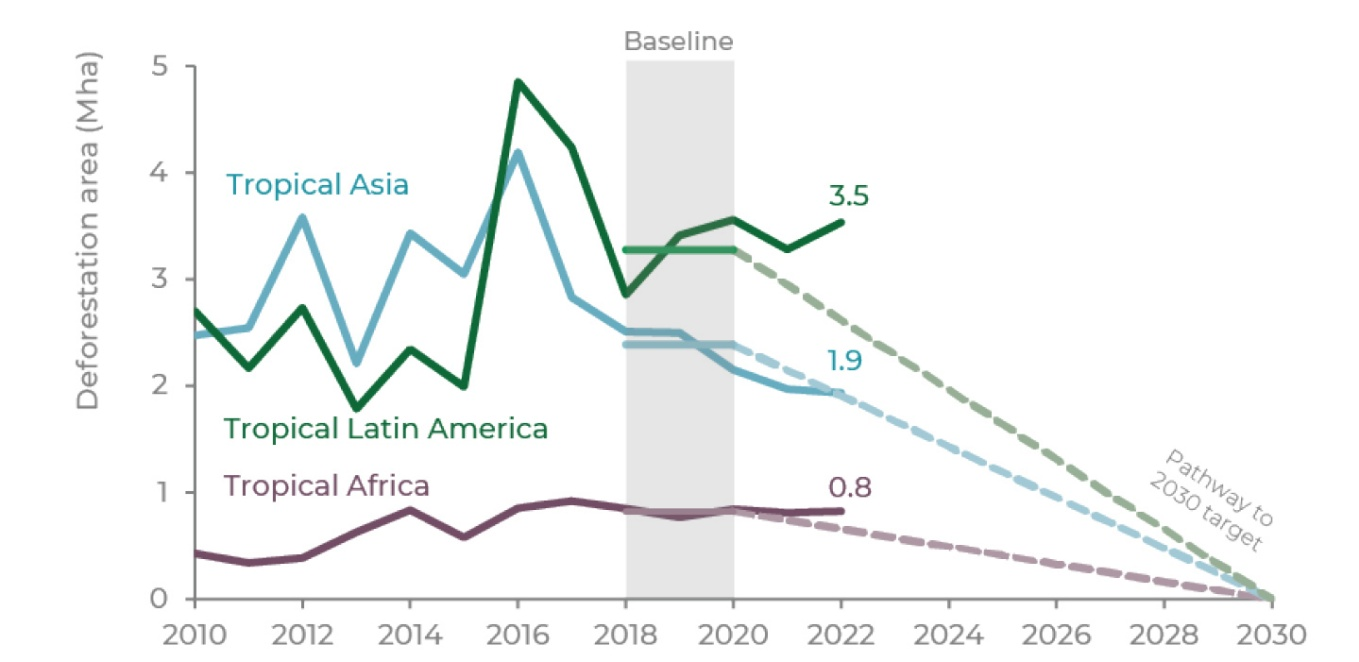 Baseline
Deforestation area (Mha)
5
4
3
2
1
0
Tropical Asia
Tropical Latin America
Tropical Africa
3.5
1.9
0.8
Pathway to
2030 target
2010 2012 2014 2016 2018 2020 2022 2024 2026 2028 2030